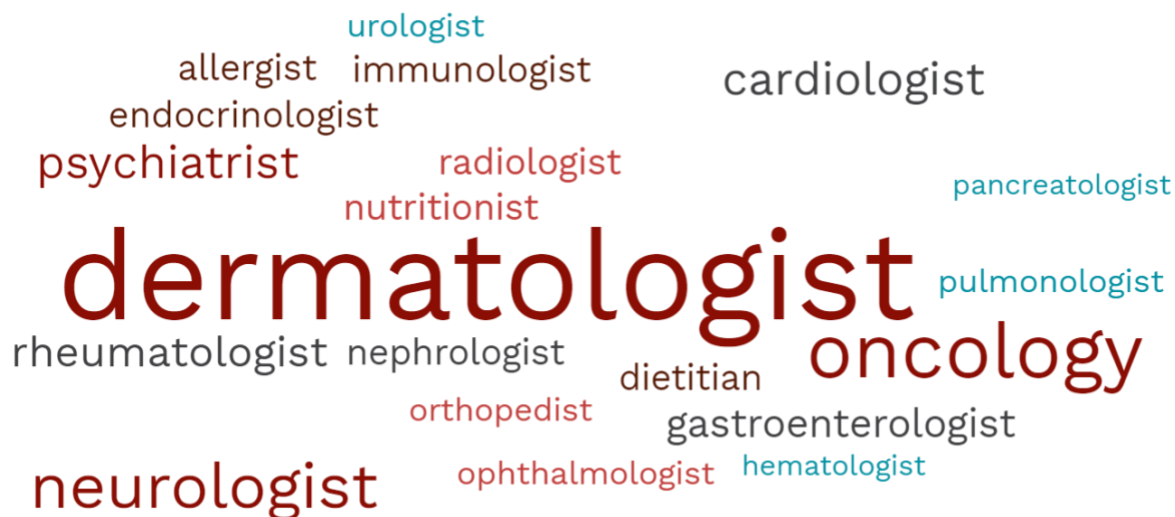 urologist
allergist immunologist
cardiologist
endocrinologist
psychiatrist
radiologist
pancreatologist
nutritionist
dermatologist
pulmonologist
rheumatologist nephrologist
oncology
dietitian
orthopedist
gastroenterologist
neurologist
ophthalmologist
hematologist